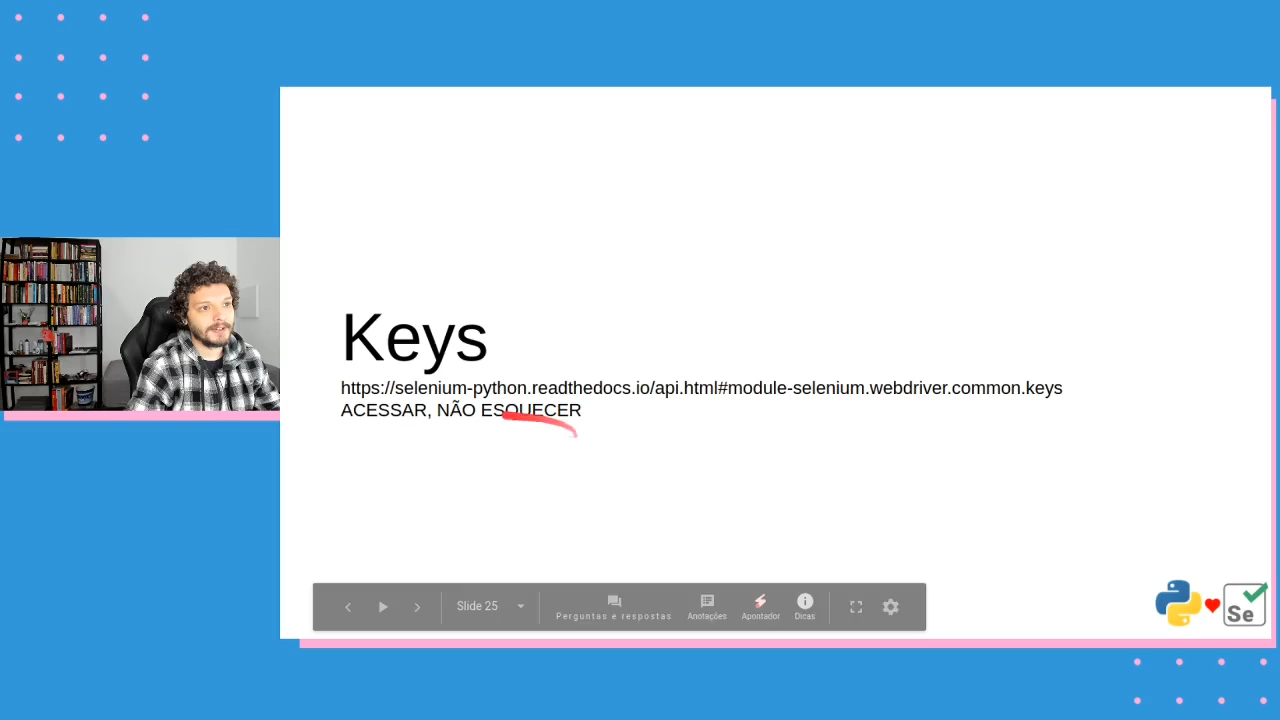 Keys
https://selenium-python.readthedocs.io/api.html#module-selenium.webdriver.common.keys
ACESSAR, NÃO ESQUECER
Slide 25
Perguntas e respostas
Anotações
Apontador
Dicas
Se